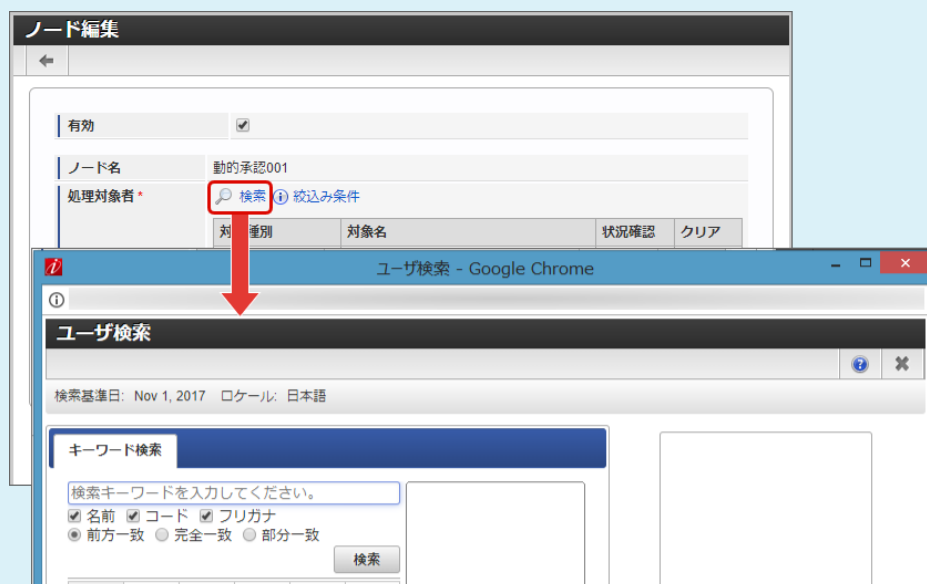 ノード編集
有効
ノード名 動的承認001
処理対象者* 検索 絞込み条件
対 種別 対象名 状況確認 クリア
ユーザ検索 - Google Chrome
ユーザ検索
検索基準日: Nov 1, 2017 ロケール: 日本語
キーワード検索
検索キーワードを入力してください。
名前 コード フリガナ
前方一致 完全一致 部分一致
検索